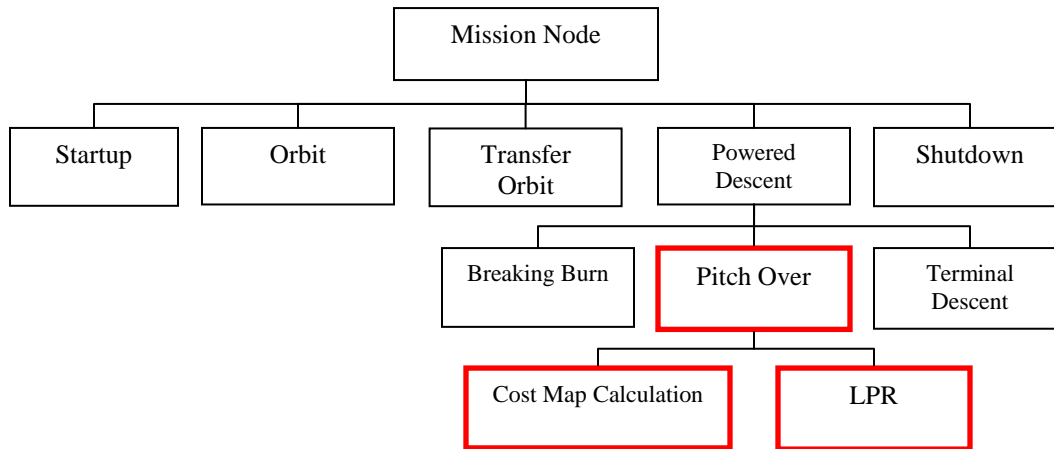 Mission Node
Startup
Orbit
Transfer
Orbit
Powered
Descent
Shutdown
Breaking Burn
Pitch Over
Terminal
Descent
Cost Map Calculation
LPR